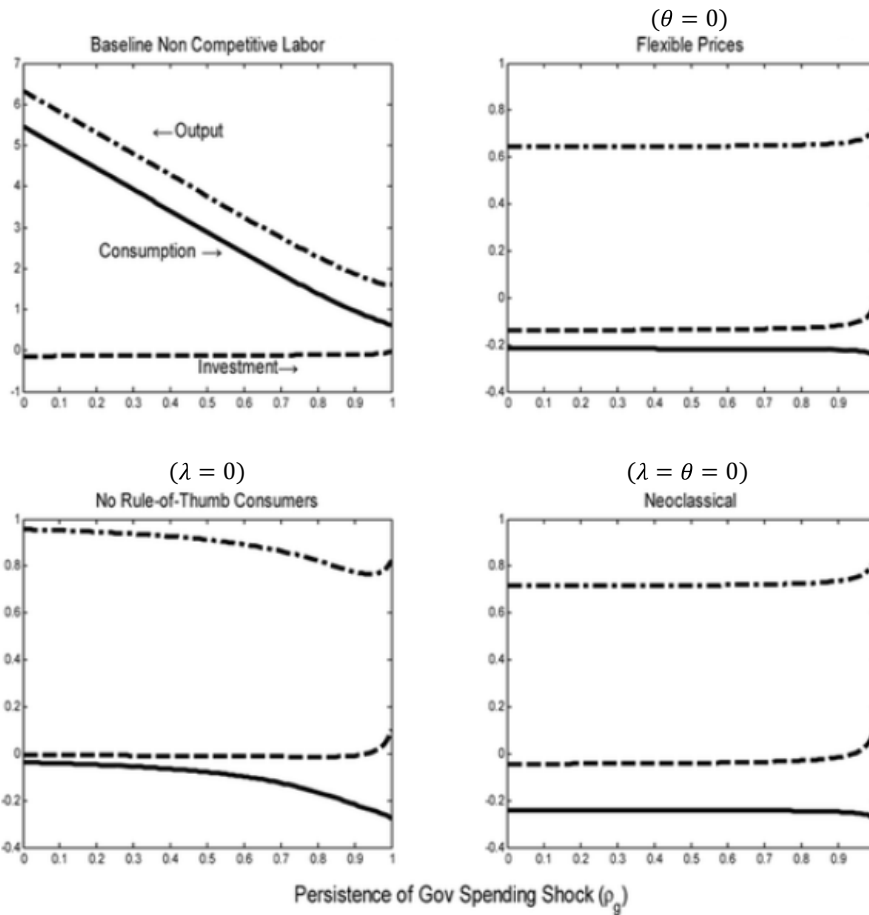 Baseline Non Competitive Labor
7
6
5
4
3
2
1
0
-1
0 0.1 0.2 0.3 0.4 0.5 0.6 0.7 0.8 0.9 1
←Output
Consumption →
Investment→
(θ = 0)
Flexible Prices
1
0.8
0.6
0.4
0.2
0
-0.2
-0.4
0 0.1 0.2 0.3 0.4 0.5 0.6 0.7 0.8 0.9
(λ = 0)
No Rule-of-Thumb Consumers
1
0.8
0.6
0.4
0.2
0
-0.2
-0.4
0 0.1 0.2 0.3 0.4 0.5 0.6 0.7 0.8 0.9 1
(λ = θ = 0)
Neoclassical
1
0.8
0.6
0.4
0.2
0
-0.2
-0.4
0 0.1 0.2 0.3 0.4 0.5 0.6 0.7 0.8 0.9
Persistence of Gov Spending Shock (ρg)